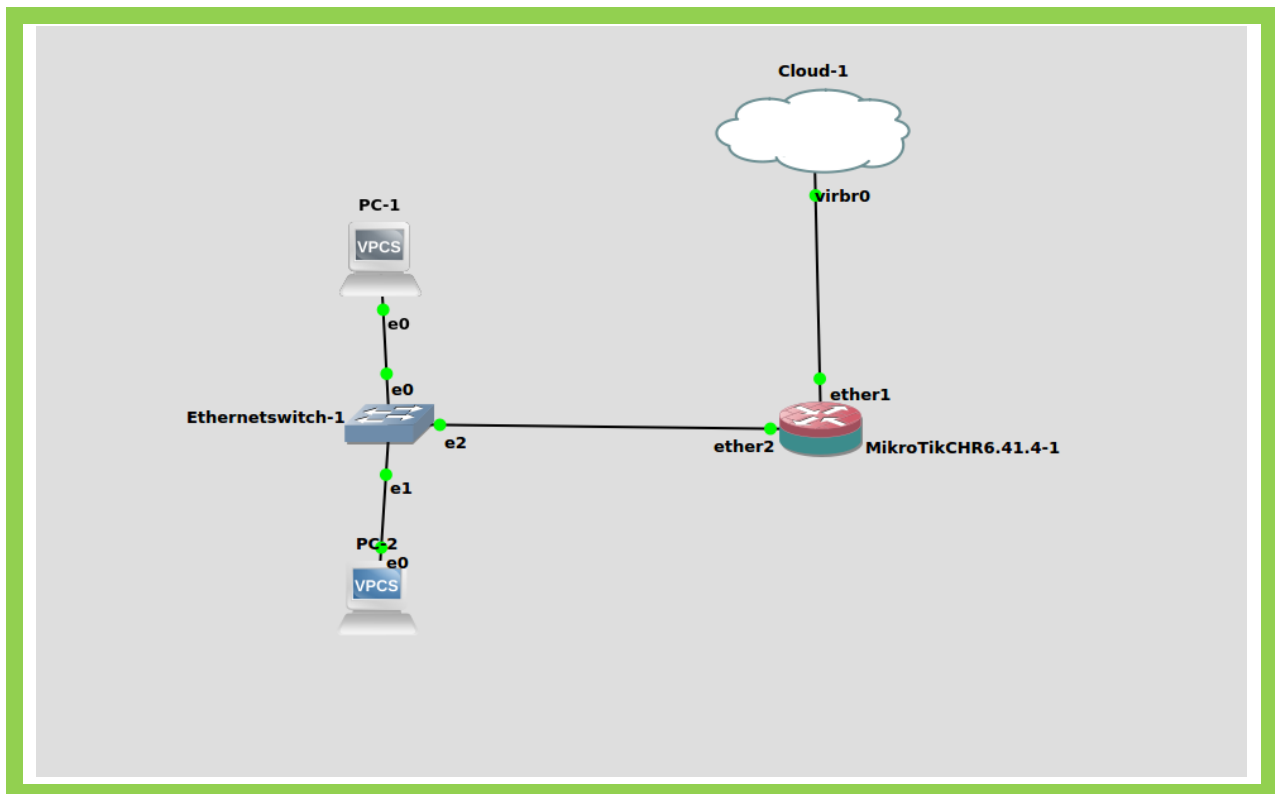 Cloud-1
virbr0
PC-1
VPCS
e0
e0
ether1
Ethernetswitch-1
e2
ether2
MikroTikCHR6.41.4-1
e1
PC-2
e0
VPCS